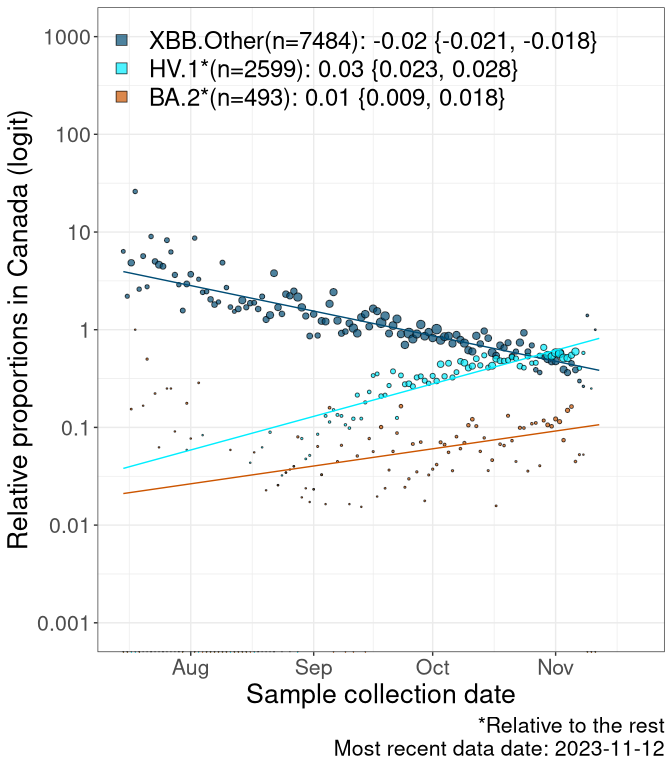 XBB.Other(n=7484): -0.02 {-0.021, -0.018}
HV.1*(n=2599): 0.03 {0.023, 0.028}
BA.2*(n=493): 0.01 {0.009, 0.018}
Relative proportions in Canada (logit)
1000
100
10
1
0.1
0.01
0.001
Aug Sep Oct Nov
Sample collection date
*Relative to the rest
Most recent data date: 2023-11-12